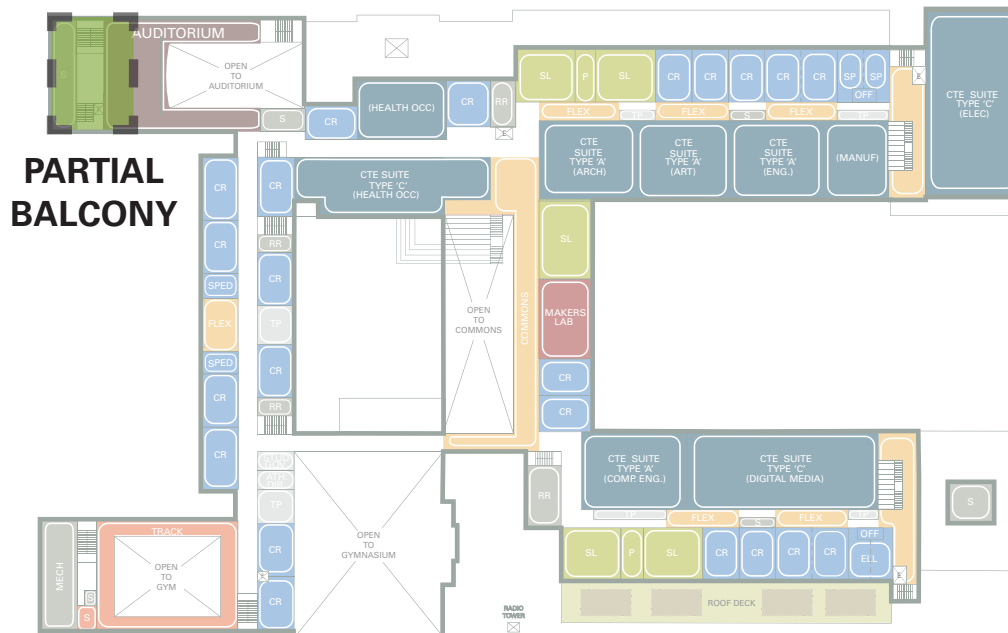 AUDITORIUM
OPEN
TO
AUDITORIUM
S
CR
(HEALTH OCC)
CR
RR
E
SL
P
SL
CR
CR
CR
CR
CR
SP
SP
OFF
E
FLEX
TP
FLEX
S
FLEX
TP
CTE SUITE
TYPE 'C'
(ELEC)
CTE
SUITE
TYPE 'A'
(ARCH)
CTE
SUITE
TYPE 'A'
(ART)
CTE
SUITE
TYPE 'A'
(ENG.)
(MANUF)
PARTIAL
BALCONY
CR
CR
SPED
FLEX
SPED
CR
CR
CR
RR
CR
TP
CR
RR
CTE SUITE
TYPE 'C'
(HEALTH OCC)
OPEN
TO
COMMONS
COMMONS
SL
MAKERS
LAB
CR
CR
CTE SUITE
TYPE 'A'
(COMP. ENG.)
CTE SUITE
TYPE 'C'
(DIGITAL MEDIA)
RR
TP
FLEX
S
FLEX
TP
SL
P
SL
CR
CR
CR
CR
OFF
ELL
E
S
ROOF DECK
RADIO
TOWER
TP
CR
CR
OPEN
TO
GYMNASIUM
MECH
TRACK
OPEN
TO
GYM
S
S